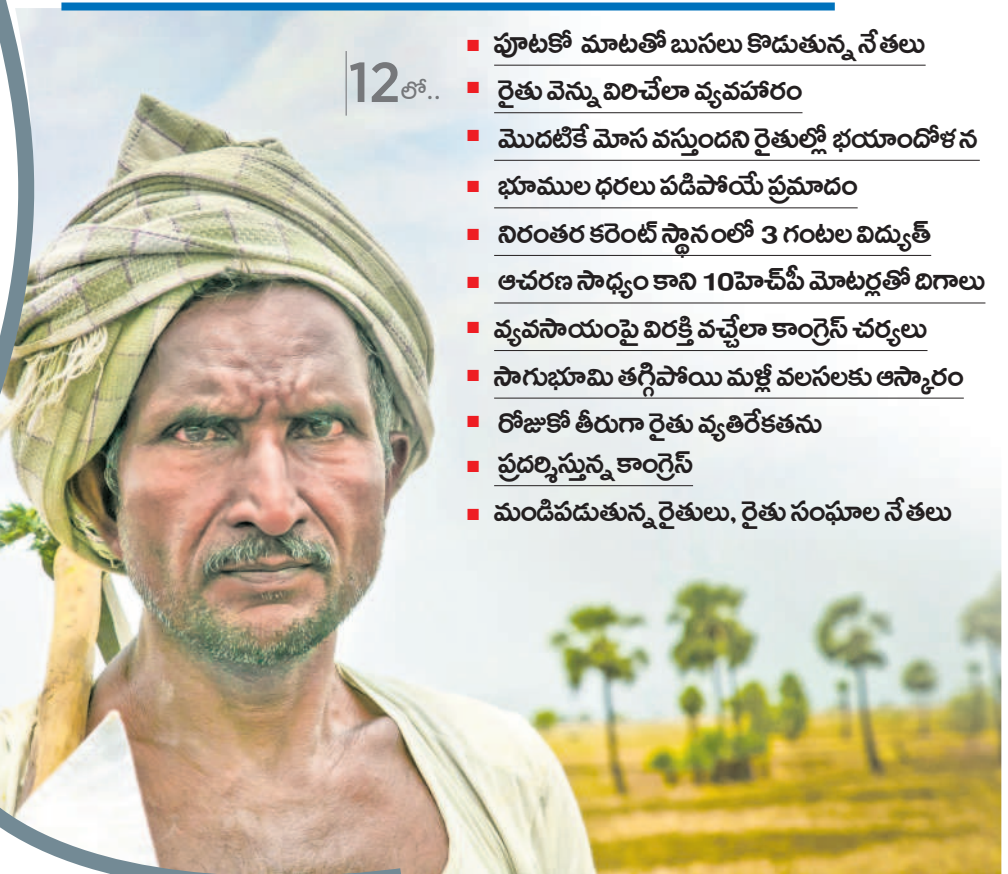 12లో..
పూటకో మాటతో బుసలు కొడుతున్న నేతలు
రైతు వెన్ను విరిచేలా వ్యవహారం
మొదటికే మోస వస్తుందని రైతుల్లో భయాందోళన
భూముల ధరలు పడిపోయే ప్రమాదం
నిరంతర కరెంట్ స్థానంలో 3 గంటల విద్యుత్
ఆచరణ సాధ్యం కాని 10హెచ్‌పీ మోటర్లతో దిగాలు
వ్యవసాయంపై విరక్తి వచ్చేలా కాంగ్రెస్ చర్యలు
సాగుభూమి తగ్గిపోయి మళ్లీ వలసలకు ఆస్కారం
రోజుకో తీరుగా రైతు వ్యతిరేకతను
ప్రదర్శిస్తున్న కాంగ్రెస్
మండిపడుతున్న రైతులు, రైతు సంఘాల నేతలు